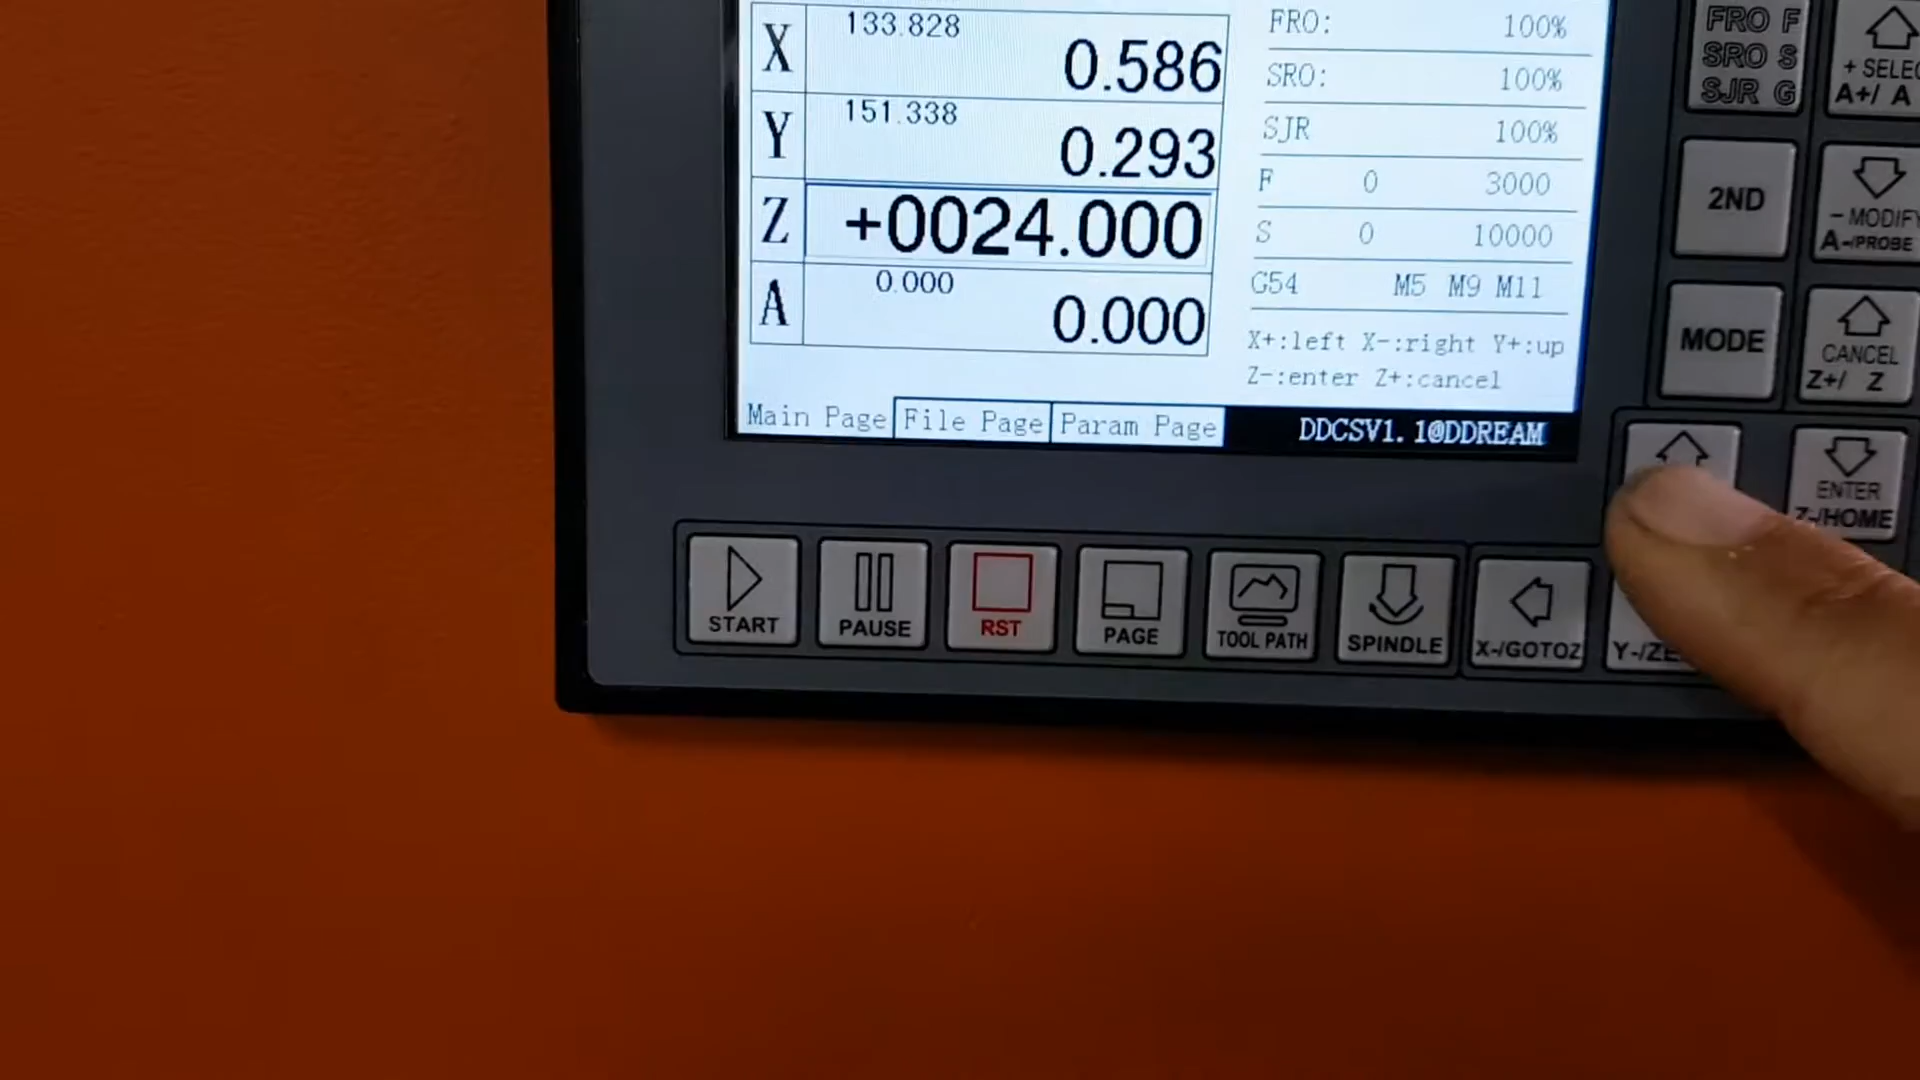 X 133.828 0.586
Y 151.338 0.293
Z +0024.000
A 0.000 0.000
FRO: 100%
SRO: 100%
SJR 100%
F 0 3000
S 0 10000
G54 M5 M9 M11
X+:left X-:right Y+:up
Z-:enter Z+:cancel
Main Page File Page Param Page DDCSV1.1@DDREAM
FRO F
SRO S
SJR G
A+/ A
2ND
A-/PROBE
MODE
CANCEL
Z+/ Z
ENTER
Z-/HOME
START
PAUSE
RST
PAGE
TOOL PATH
SPINDLE
X-/GOTOZ